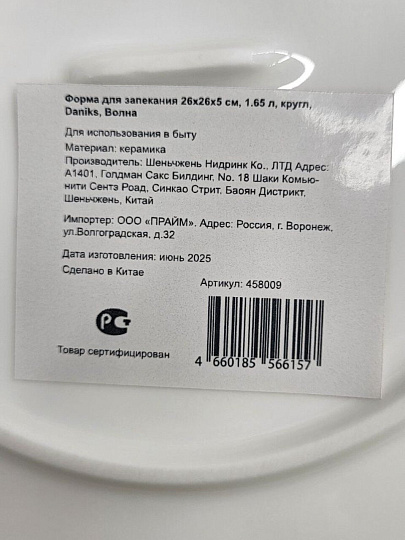 Форма для запекания 26х26х5 см, 1.65 л, кругл,
Daniks, Волна
Для использования в быту
Материал: керамика
Производитель: Шеньчжень Нидринк Ко., ЛТД Адрес:
А1401, Голдман Сакс Билдинг, No. 18 Шаки Комью-
нити Сентэ Роад, Синкао Стрит, Баоян Дистрикт,
Шеньчжень, Китай
Импортер: ООО «ПРАЙМ». Адрес: Россия, г. Воронеж,
ул.Волгоградская, д.32
Дата изготовления: июнь 2025
Сделано в Китае
Артикул: 458009
РСТ
Товар сертифицирован
4 660185 566157